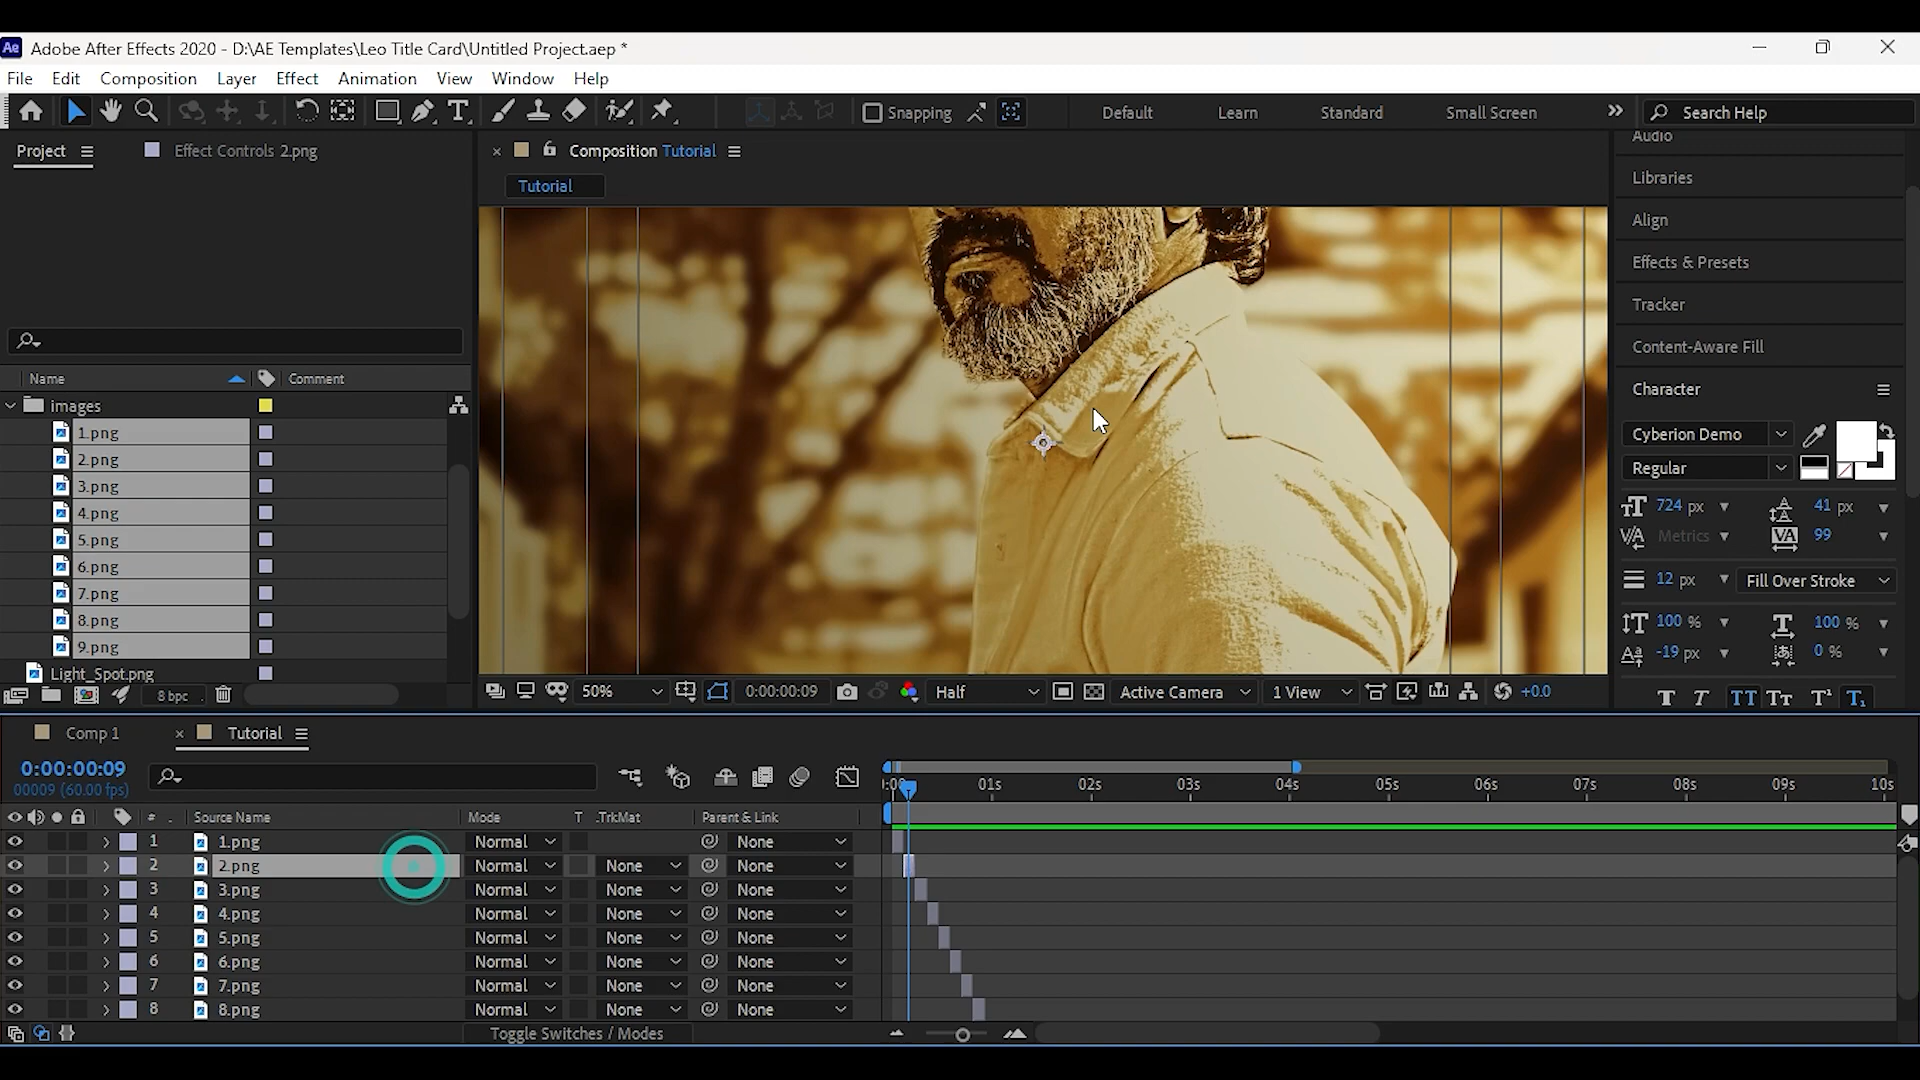 Ae Adobe After Effects 2020 - D:\AE Templates\Leo Title Card\Untitled Project.aep *
File Edit Composition Layer Effect Animation View Window Help
Snapping Default Learn Standard Small Screen Search Help
Project Effect Controls 2.png
Composition Tutorial
Tutorial
Name Comment
images
1.png
2.png
3.png
4.png
5.png
6.png
7.png
8.png
9.png
Light_Spot.png
8 bpc
50% 0:00:00:09 Half Active Camera 1 View +0.0
Audio
Libraries
Align
Effects & Presets
Tracker
Content-Aware Fill
Character
Cyberion Demo
Regular
724 px 41 px
Metrics 99
12 px Fill Over Stroke
100 % 100 %
-19 px 0 %
T T TT Tt T¹ T₁
Comp 1 Tutorial
0:00:00:09
00009 (60.00 fps)
01s 02s 03s 04s 05s 06s 07s 08s 09s 10s
# . Source Name Mode T .TrkMat Parent & Link
1 1.png Normal None
2 2.png Normal None None
3 3.png Normal None None
4 4.png Normal None None
5 5.png Normal None None
6 6.png Normal None None
7 7.png Normal None None
8 8.png Normal None None
Toggle Switches / Modes